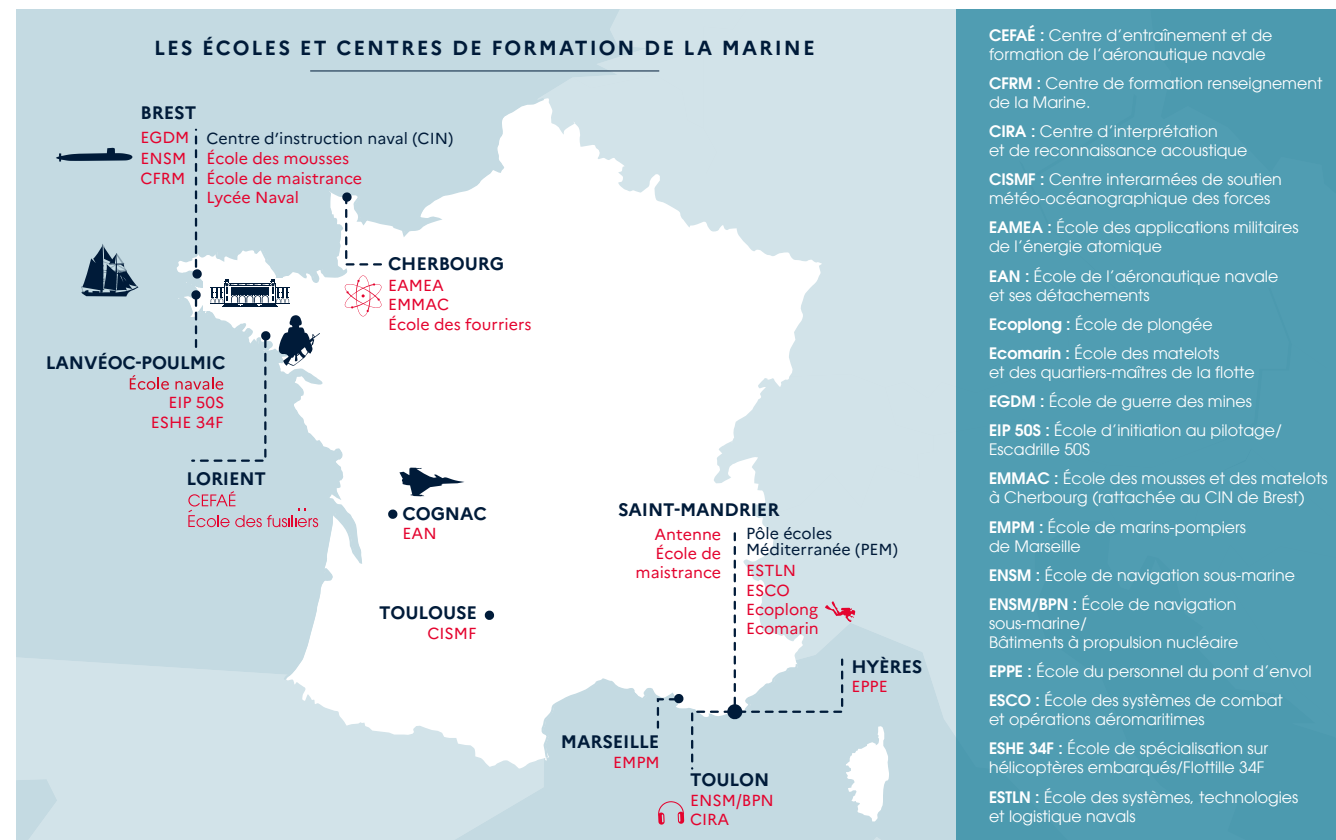 LES ÉCOLES ET CENTRES DE FORMATION DE LA MARINE
BREST
EGDM
ENSM
CFRM
Centre d'instruction naval (CIN)
École des mousses
École de maistrance
Lycée Naval
CHERBOURG
EAMEA
EMMAC
École des fourriers
LANVÉOC-POULMIC
École navale
EIP 50S
ESHE 34F
LORIENT
CEFAÉ
École des fusiliers
COGNAC
EAN
TOULOUSE
CISMF
SAINT-MANDRIER
Antenne
École de
maistrance
Pôle écoles
Méditerranée (PEM)
ESTLN
ESCO
Ecoplong
Ecomarin
HYÈRES
EPPE
MARSEILLE
EMPM
TOULON
ENSM/BPN
CIRA
CEFAÉ : Centre d'entraînement et de
formation de l'aéronautique navale
CFRM : Centre de formation renseignement
de la Marine.
CIRA : Centre d'interprétation
et de reconnaissance acoustique
CISMF : Centre interarmées de soutien
météo-océanographique des forces
EAMEA : École des applications militaires
de l'énergie atomique
EAN : École de l'aéronautique navale
et ses détachements
Ecoplong : École de plongée
Ecomarin : École des matelots
et des quartiers-maîtres de la flotte
EGDM : École de guerre des mines
EIP 50S : École d'initiation au pilotage/
Escadrille 50S
EMMAC : École des mousses et des matelots
à Cherbourg (rattachée au CIN de Brest)
EMPM : École de marins-pompiers
de Marseille
ENSM : École de navigation sous-marine
ENSM/BPN : École de navigation
sous-marine/
Bâtiments à propulsion nucléaire
EPPE : École du personnel du pont d'envol
ESCO : École des systèmes de combat
et opérations aéromaritimes
ESHE 34F : École de spécialisation sur
hélicoptères embarqués/Flottille 34F
ESTLN : École des systèmes, technologies
et logistique navals